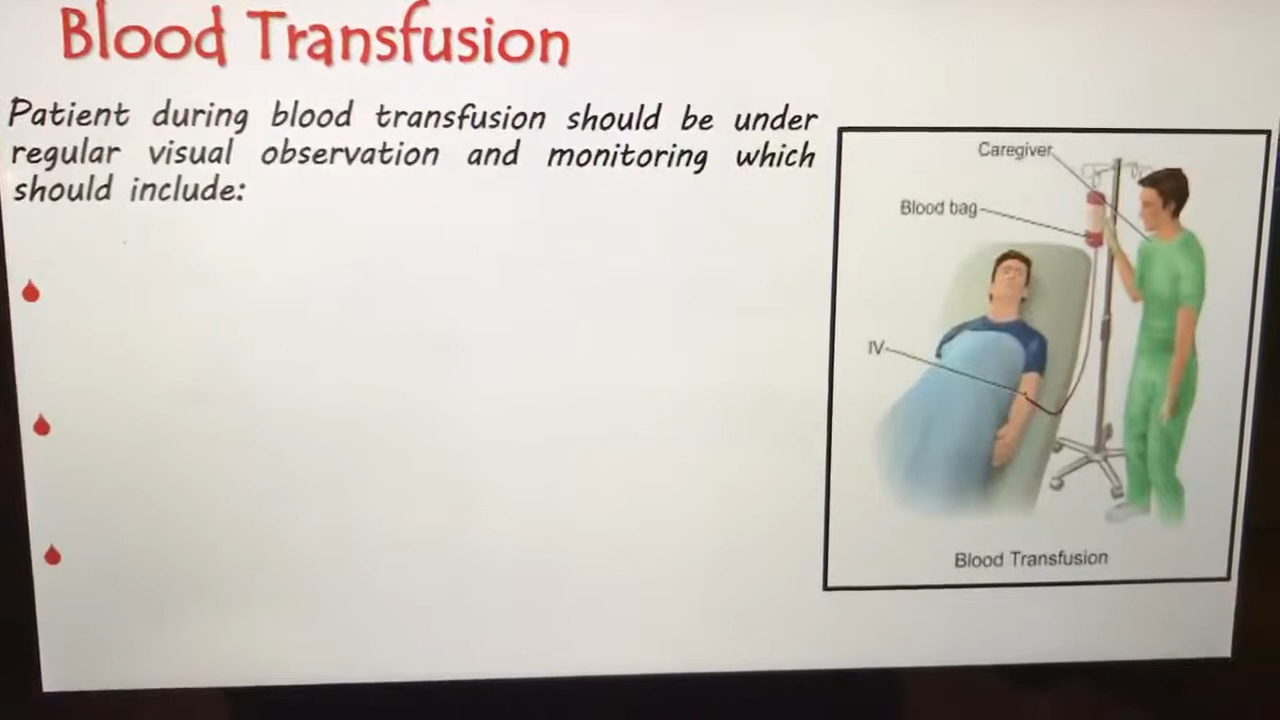 Blood Transfusion
Patient during blood transfusion should be under
regular visual observation and monitoring which
should include:
Caregiver
Blood bag
IV
Blood Transfusion